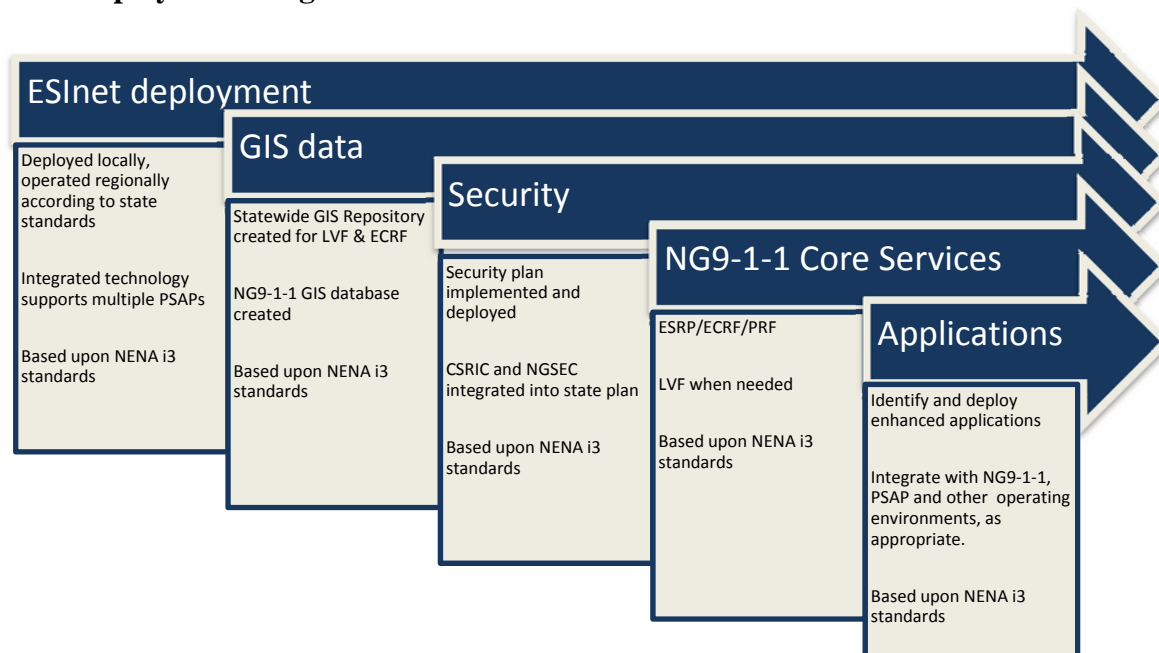 ESInet deployment
Deployed locally,
operated regionally
according to state
standards
Integrated technology
supports multiple PSAPs
Based upon NENA i3
standards
GIS data
Statewide GIS Repository
created for LVF & ECRF
NG9-1-1 GIS database
created
Based upon NENA i3
standards
Security
Security plan
implemented and
deployed
CSRIC and NGSEC
integrated into state plan
Based upon NENA i3
standards
NG9-1-1 Core Services
ESRP/ECRF/PRF
LVF when needed
Based upon NENA i3
standards
Applications
Identify and deploy
enhanced applications
Integrate with NG9-1-1,
PSAP and other operating
environments, as
appropriate.
Based upon NENA i3
standards